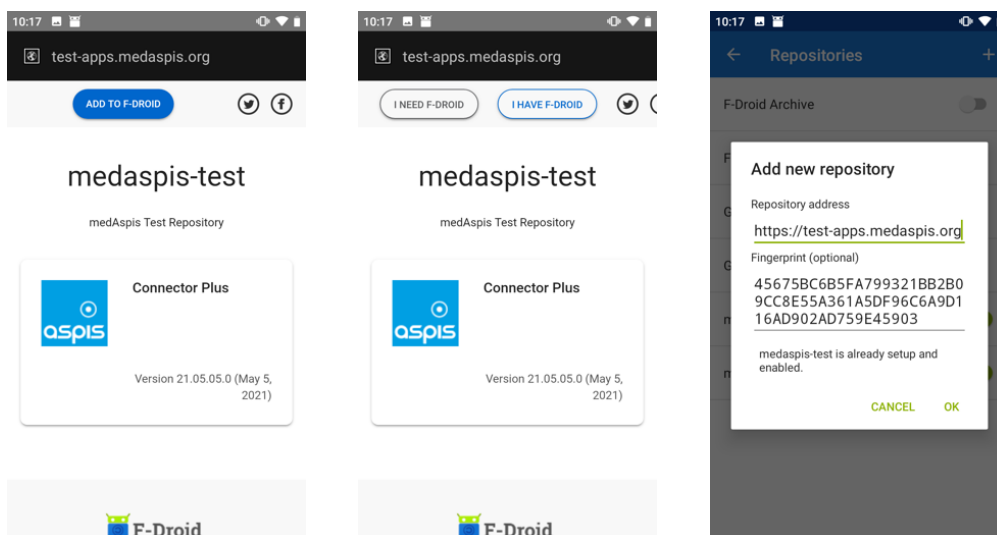 10:17
test-apps.medaspis.org
ADD TO F-DROID
medaspis-test
medAspis Test Repository
aspis
Connector Plus
Version 21.05.05.0 (May 5,
2021)
F-Droid
10:17
test-apps.medaspis.org
I NEED F-DROID
I HAVE F-DROID
medaspis-test
medAspis Test Repository
aspis
Connector Plus
Version 21.05.05.0 (May 5,
2021)
F-Droid
10:17
Repositories
F-Droid Archive
F
G
G
m
m
Add new repository
Repository address
https://test-apps.medaspis.org
Fingerprint (optional)
45675BC6B5FA799321BB2B0
9CC8E55A361A5DF96C6A9D1
16AD902AD759E45903
medaspis-test is already setup and
enabled.
CANCEL OK